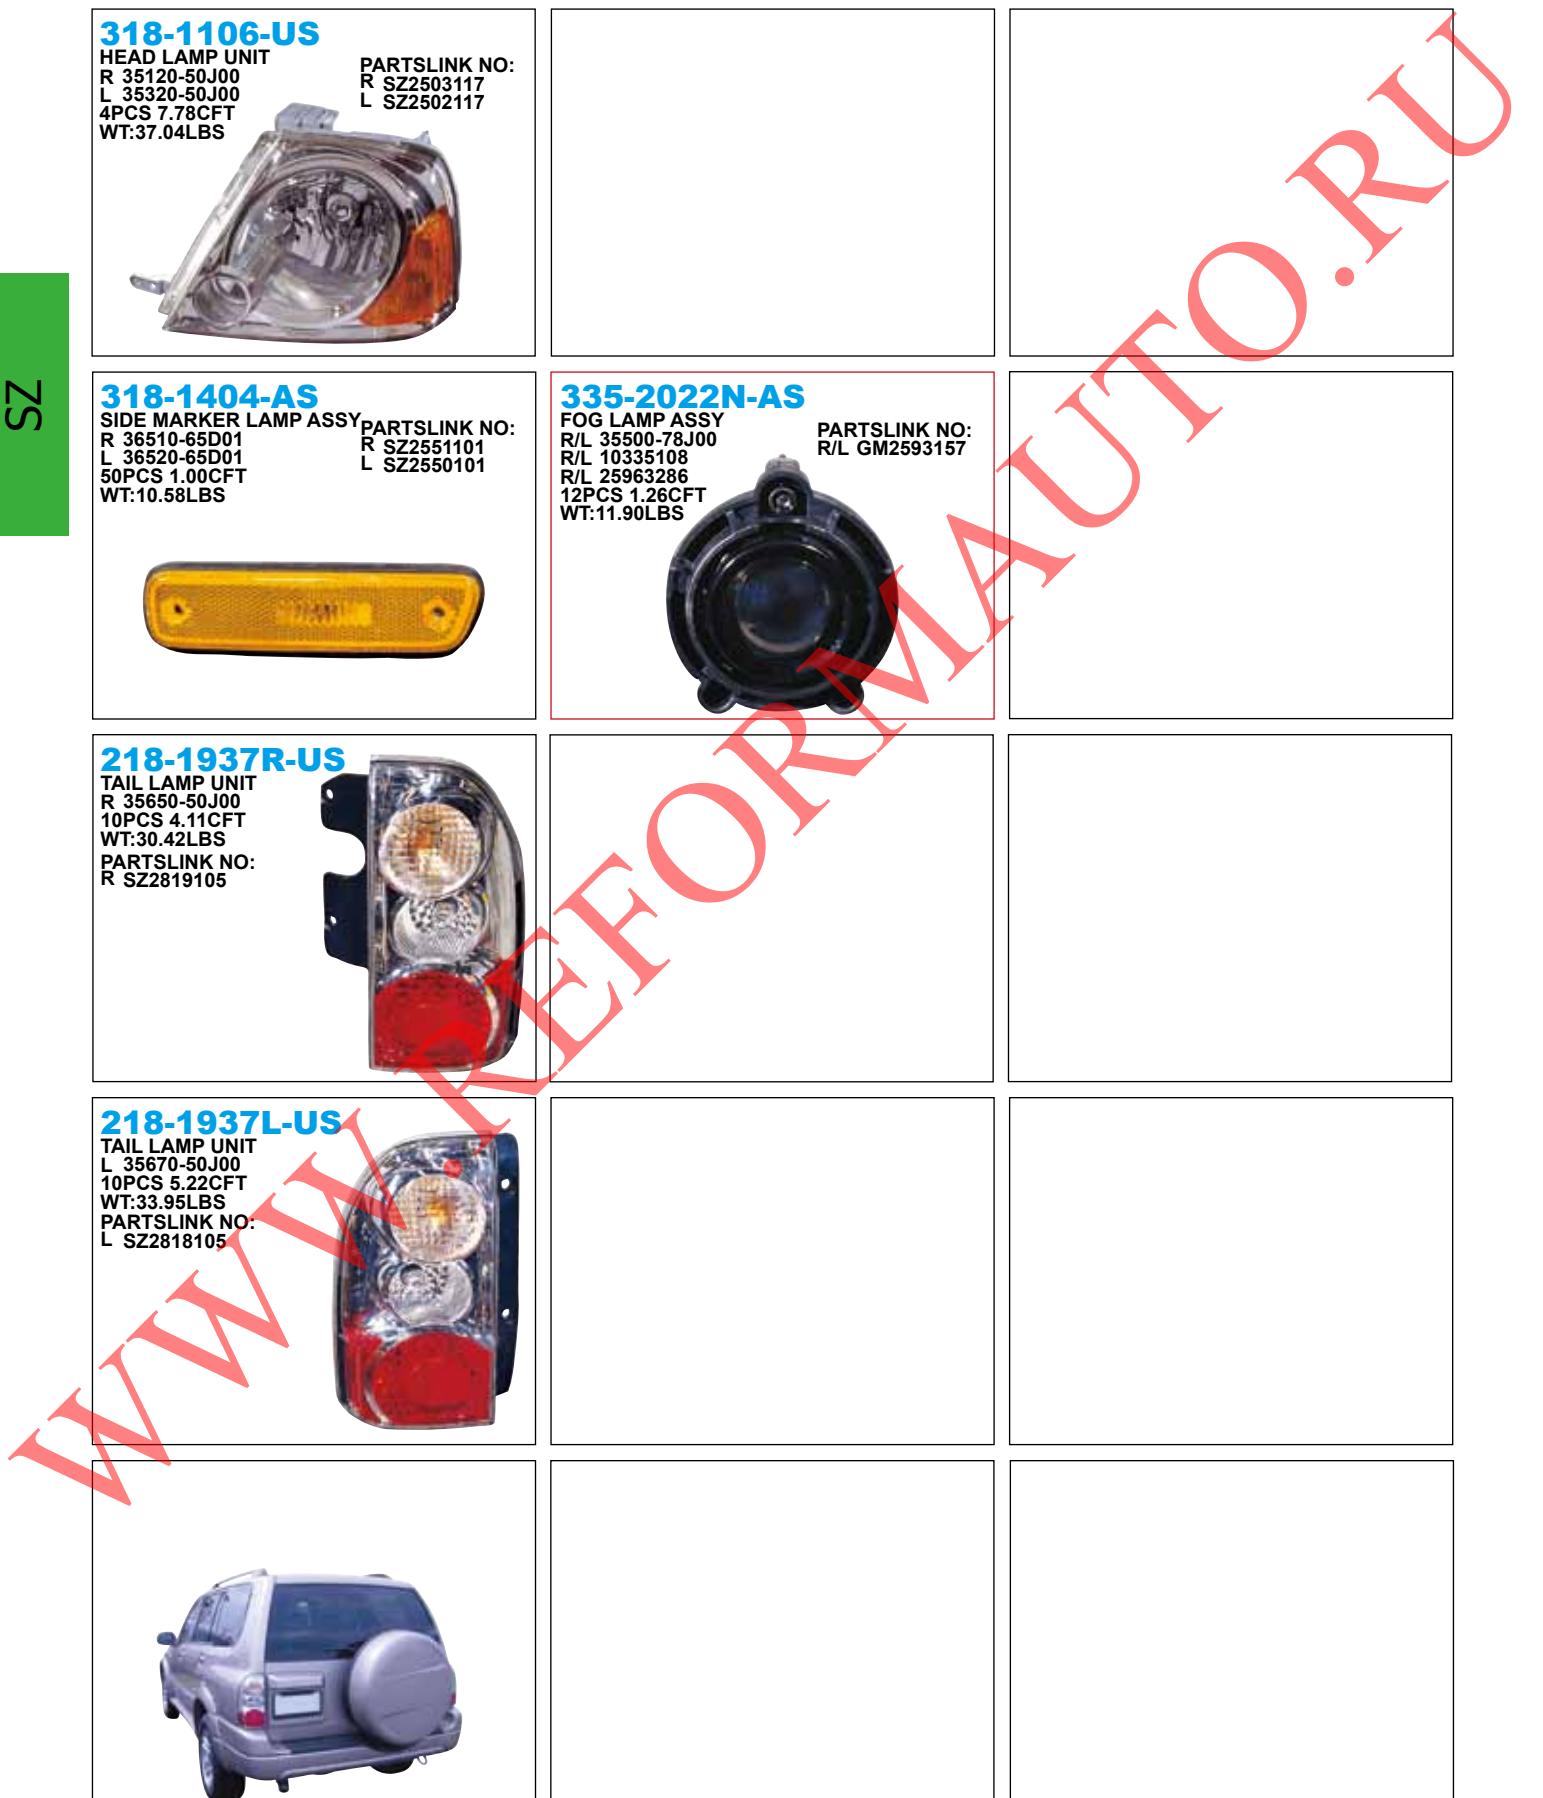 318-1106-US
HEAD LAMP UNIT
R 35120-50J00
L 35320-50J00
4PCS 7.78CFT
WT:37.04LBS
PARTSLINK NO:
R SZ2503117
L SZ2502117
SZ
318-1404-AS
SIDE MARKER LAMP ASSY
R 36510-65D01
L 36520-65D01
50PCS 1.00CFT
WT:10.58LBS
PARTSLINK NO:
R SZ2551101
L SZ2550101
335-2022N-AS
FOG LAMP ASSY
R/L 35500-78J00
R/L 10335108
R/L 25963286
12PCS 1.26CFT
WT:11.90LBS
PARTSLINK NO:
R/L GM2593157
218-1937R-US
TAIL LAMP UNIT
R 35650-50J00
10PCS 4.11CFT
WT:30.42LBS
PARTSLINK NO:
R SZ2819105
218-1937L-US
TAIL LAMP UNIT
L 35670-50J00
10PCS 5.22CFT
WT:33.95LBS
PARTSLINK NO:
L SZ2818105
WWW.REFORMAUTO.RU